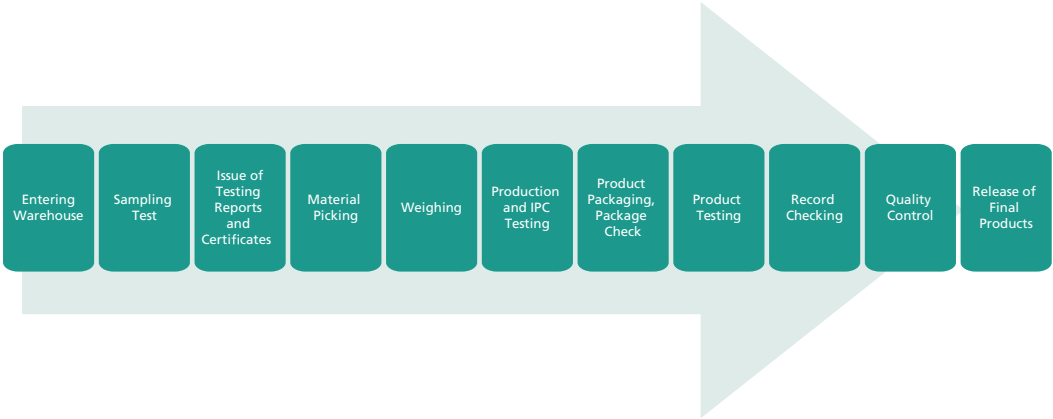 Entering
Warehouse
Sampling
Test
Issue of
Testing
Reports
and
Certificates
Material
Picking
Weighing
Production
and IPC
Testing
Product
Packaging,
Package
Check
Product
Testing
Record
Checking
Quality
Control
Release of
Final
Products